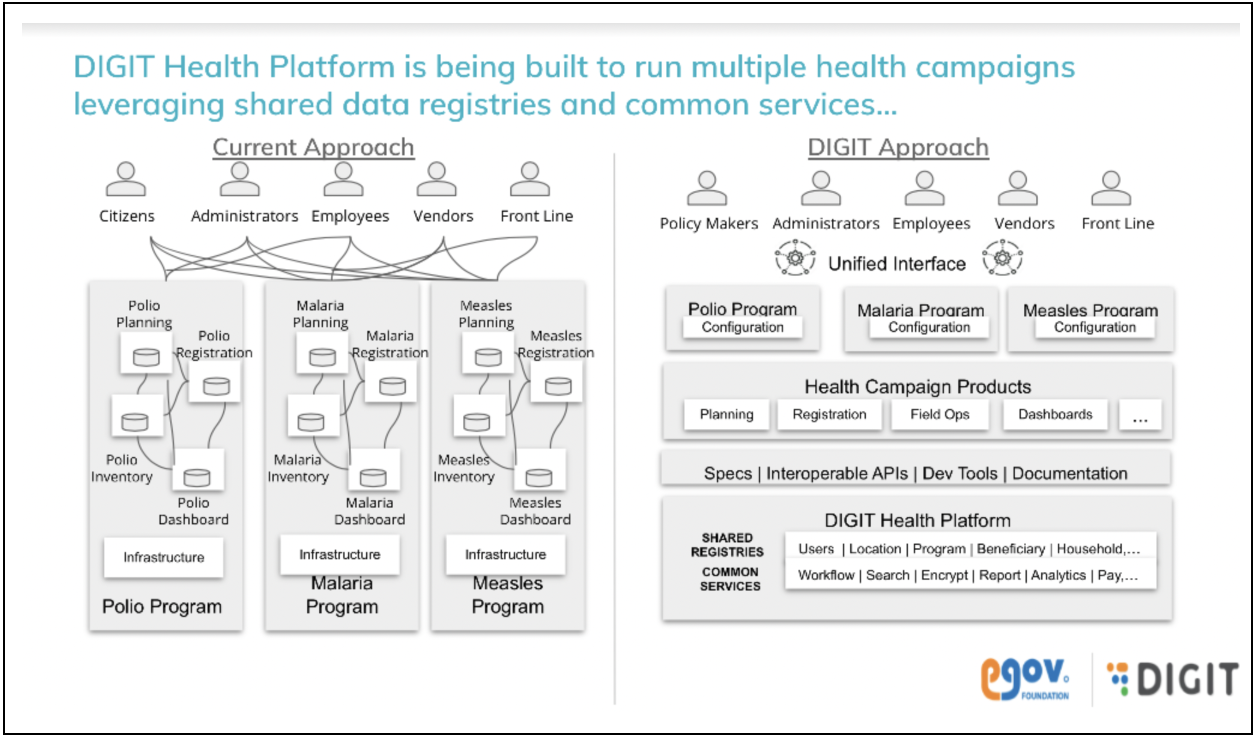 DIGIT Health Platform is being built to run multiple health campaigns
leveraging shared data registries and common services...
Current Approach
Citizens
Administrators
Employees
Vendors
Front Line
Polio
Planning
Polio
Registration
Polio
Inventory
Polio
Dashboard
Infrastructure
Polio Program
Malaria
Planning
Malaria
Registration
Malaria
Inventory
Malaria
Dashboard
Infrastructure
Malaria
Program
Measles
Planning
Measles
Registration
Measles
Inventory
Measles
Dashboard
Infrastructure
Measles
Program
DIGIT Approach
Policy Makers
Administrators
Employees
Vendors
Front Line
Unified Interface
Polio Program
Configuration
Malaria Program
Configuration
Measles Program
Configuration
Health Campaign Products
Planning
Registration
Field Ops
Dashboards
...
Specs | Interoperable APIs | Dev Tools | Documentation
DIGIT Health Platform
SHARED
REGISTRIES
Users | Location | Program | Beneficiary | Household,...
COMMON
SERVICES
Workflow | Search | Encrypt | Report | Analytics | Pay,...
egov.
FOUNDATION
DIGIT